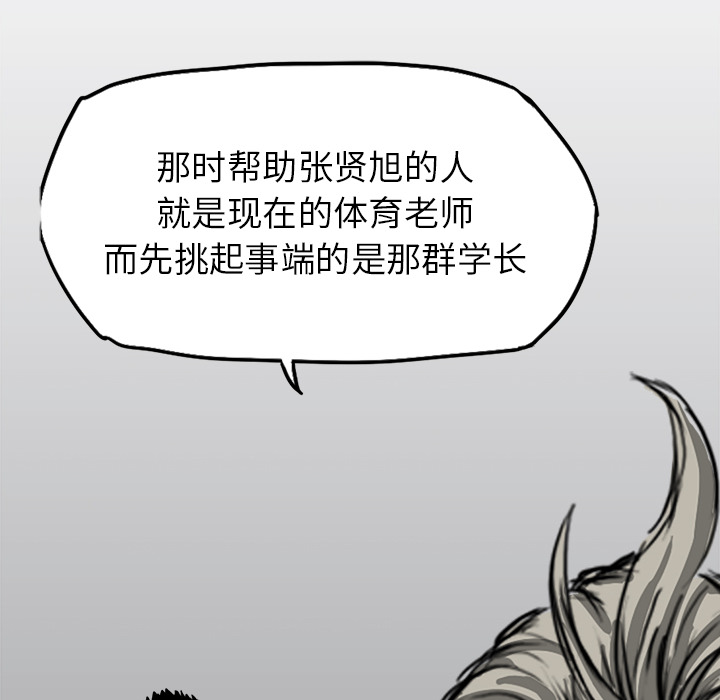 那时帮助张贤旭的人
就是现在的体育老师
而先挑起事端的是那群学长